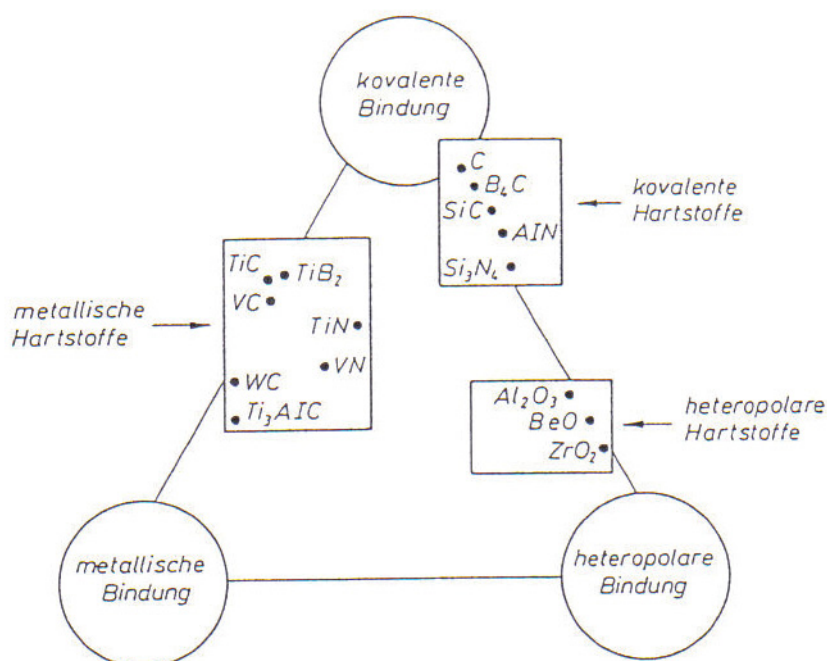 kovalente
Bindung
C
B₄C
SiC
AlN
Si₃N₄
kovalente
Hartstoffe
TiC
TiB₂
VC
TiN
VN
WC
Ti₃AlC
metallische
Hartstoffe
Al₂O₃
BeO
ZrO₂
heteropolare
Hartstoffe
metallische
Bindung
heteropolare
Bindung